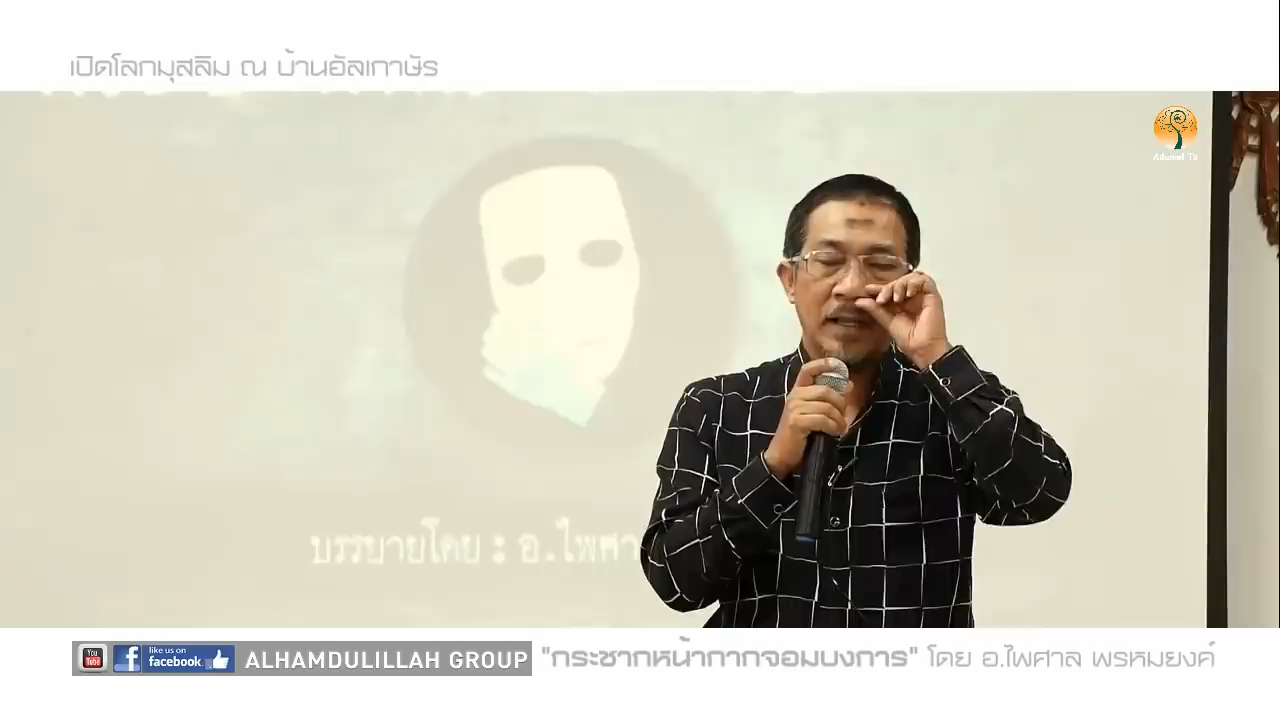 เปิดโลกมุสลิม ณ บ้านอัลเกาษัร
บรรยายโดย : อ.ไพศา
You
Tube
like us on
facebook
ALHAMDULILLAH GROUP
"กระชากหน้ากากจอมบงการ" โดย อ.ไพศาล พรหมยงค์